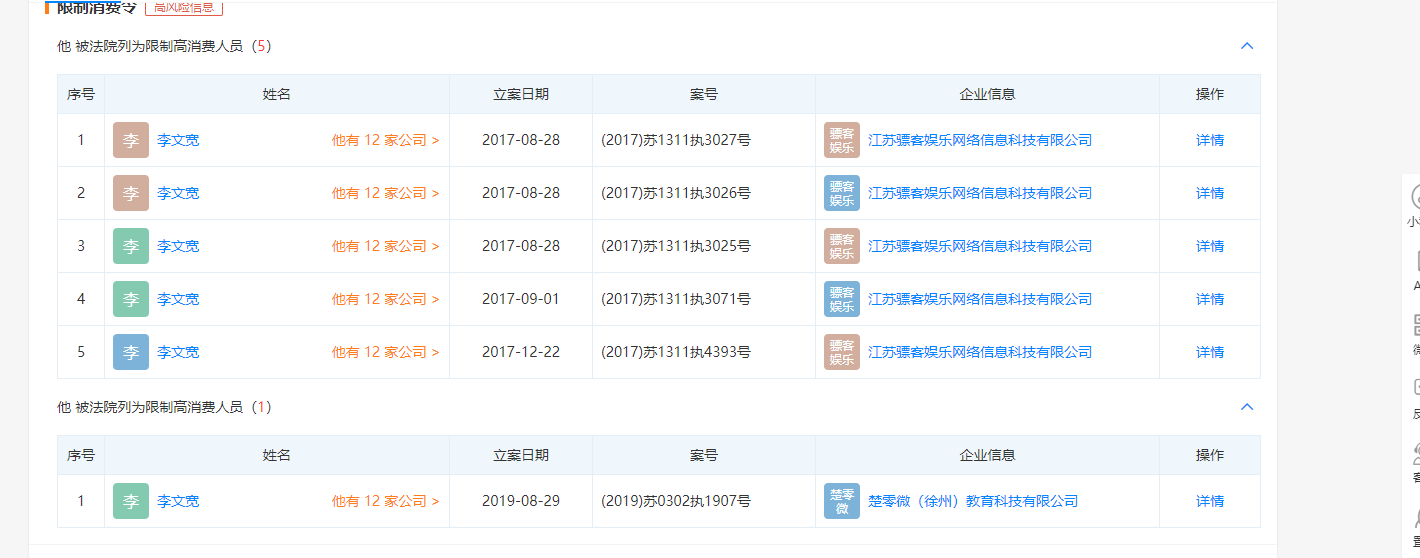 限制消费令 高风险信息
他 被法院列为限制高消费人员（5）
序号 姓名 立案日期 案号 企业信息 操作
1 李 李文宽 他有 12 家公司 > 2017-08-28 (2017)苏1311执3027号 骠客娱乐 江苏骠客娱乐网络信息科技有限公司 详情
2 李 李文宽 他有 12 家公司 > 2017-08-28 (2017)苏1311执3026号 骠客娱乐 江苏骠客娱乐网络信息科技有限公司 详情
3 李 李文宽 他有 12 家公司 > 2017-08-28 (2017)苏1311执3025号 骠客娱乐 江苏骠客娱乐网络信息科技有限公司 详情
4 李 李文宽 他有 12 家公司 > 2017-09-01 (2017)苏1311执3071号 骠客娱乐 江苏骠客娱乐网络信息科技有限公司 详情
5 李 李文宽 他有 12 家公司 > 2017-12-22 (2017)苏1311执4393号 骠客娱乐 江苏骠客娱乐网络信息科技有限公司 详情
他 被法院列为限制高消费人员（1）
序号 姓名 立案日期 案号 企业信息 操作
1 李 李文宽 他有 12 家公司 > 2019-08-29 (2019)苏0302执1907号 楚零微 楚零微（徐州）教育科技有限公司 详情
小
A